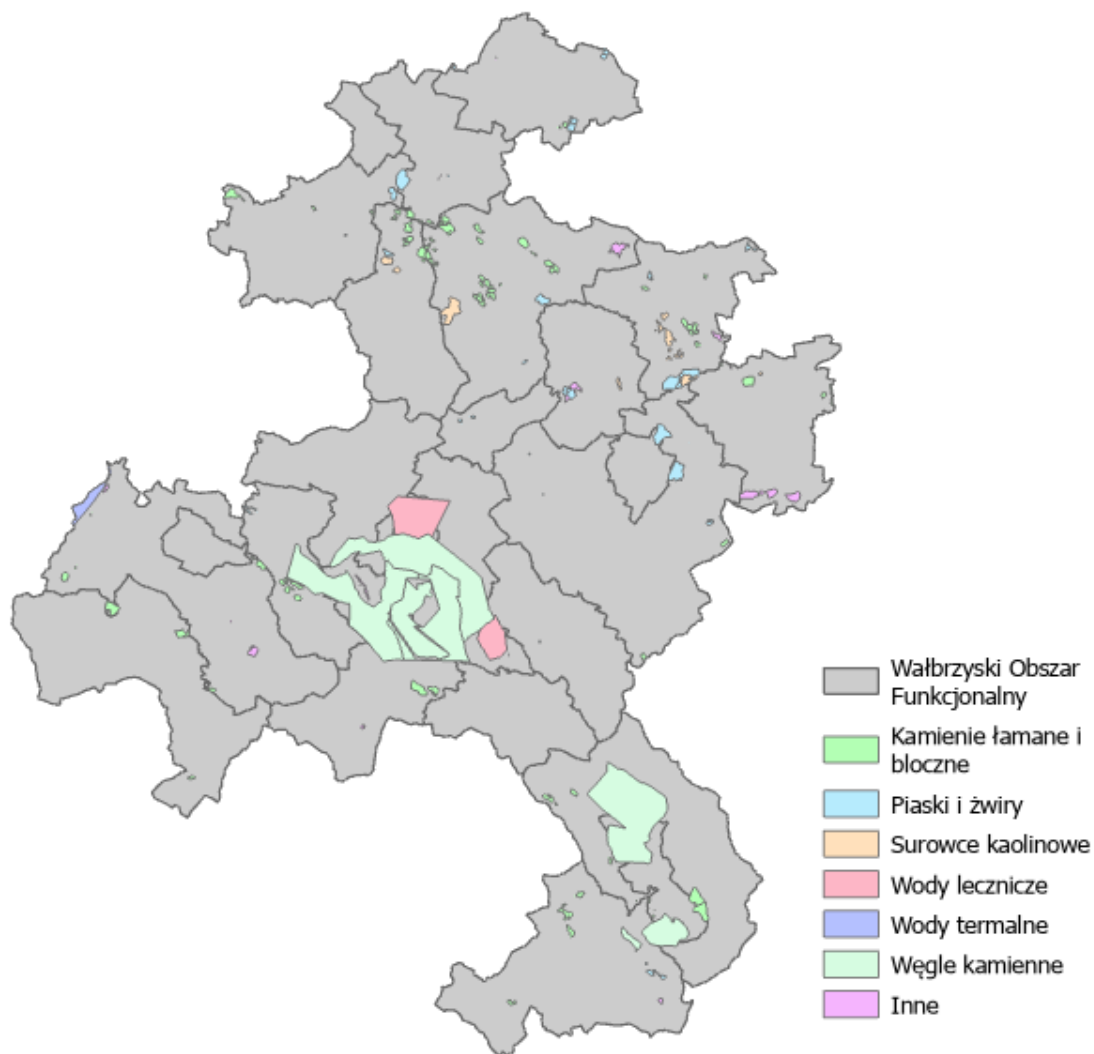 Wałbrzyski Obszar
Funkcjonalny
Kamienie łamane i
bloczne
Piaski i żwiry
Surowce kaolinowe
Wody lecznicze
Wody termalne
Węgle kamienne
Inne